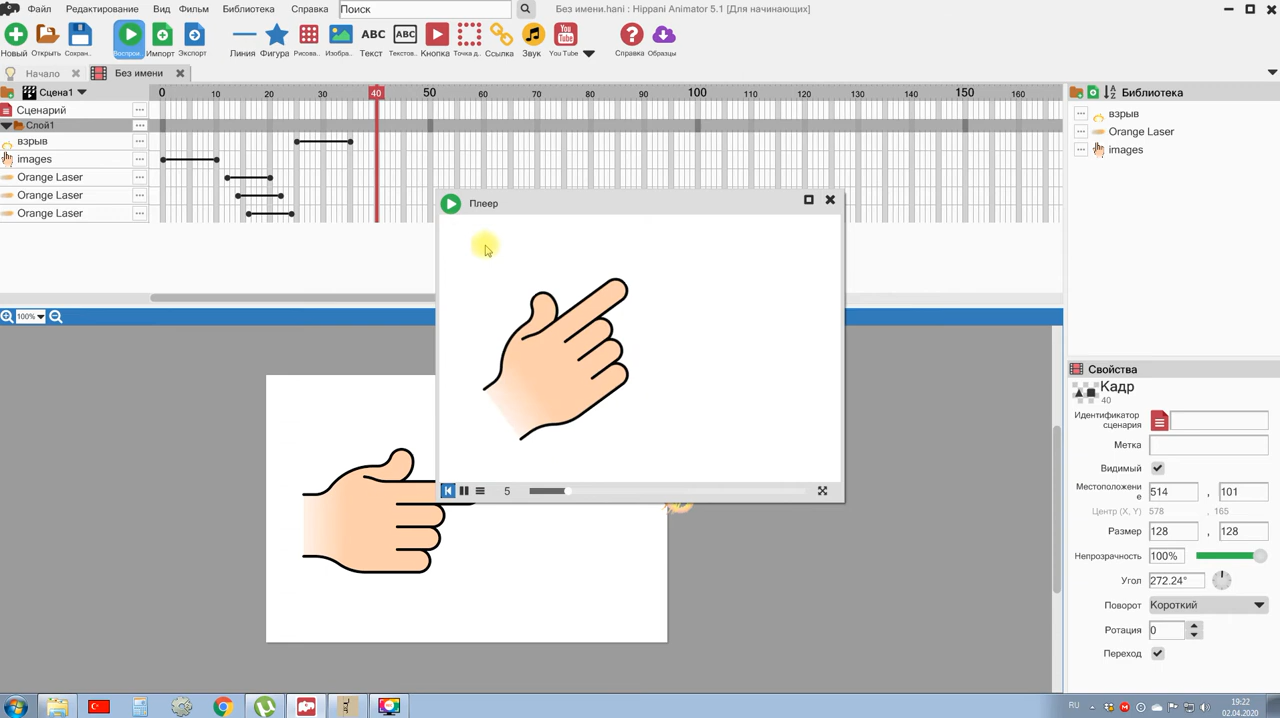 Файл Редактирование Вид Фильм Библиотека Справка Поиск Без имени.hani : Hippani Animator 5.1 [Для начинающих]
Новый Открыть Сохран.. Воспрои.. Импорт Экспорт Линия Фигура Рисова.. Изобра.. Текст Текстов.. Кнопка Точка д.. Ссылка Звук You Tube Справка Образцы
ABC ABC You Tube
Начало Без имени
Сцена1 0 10 20 30 40 50 60 70 80 90 100 110 120 130 140 150 160 Библиотека
Сценарий взрыв
Слой1 Orange Laser
взрыв images
images
Orange Laser
Orange Laser
Orange Laser
Плеер
100%
5
Свойства
Кадр
40
Идентификатор сценария
Метка
Видимый
Местоположени
е
514 , 101
Центр (X, Y) 578 , 165
Размер 128 , 128
Непрозрачность 100%
Угол 272.24°
Поворот Короткий
Ротация 0
Переход
RU 19:22
02.04.2020